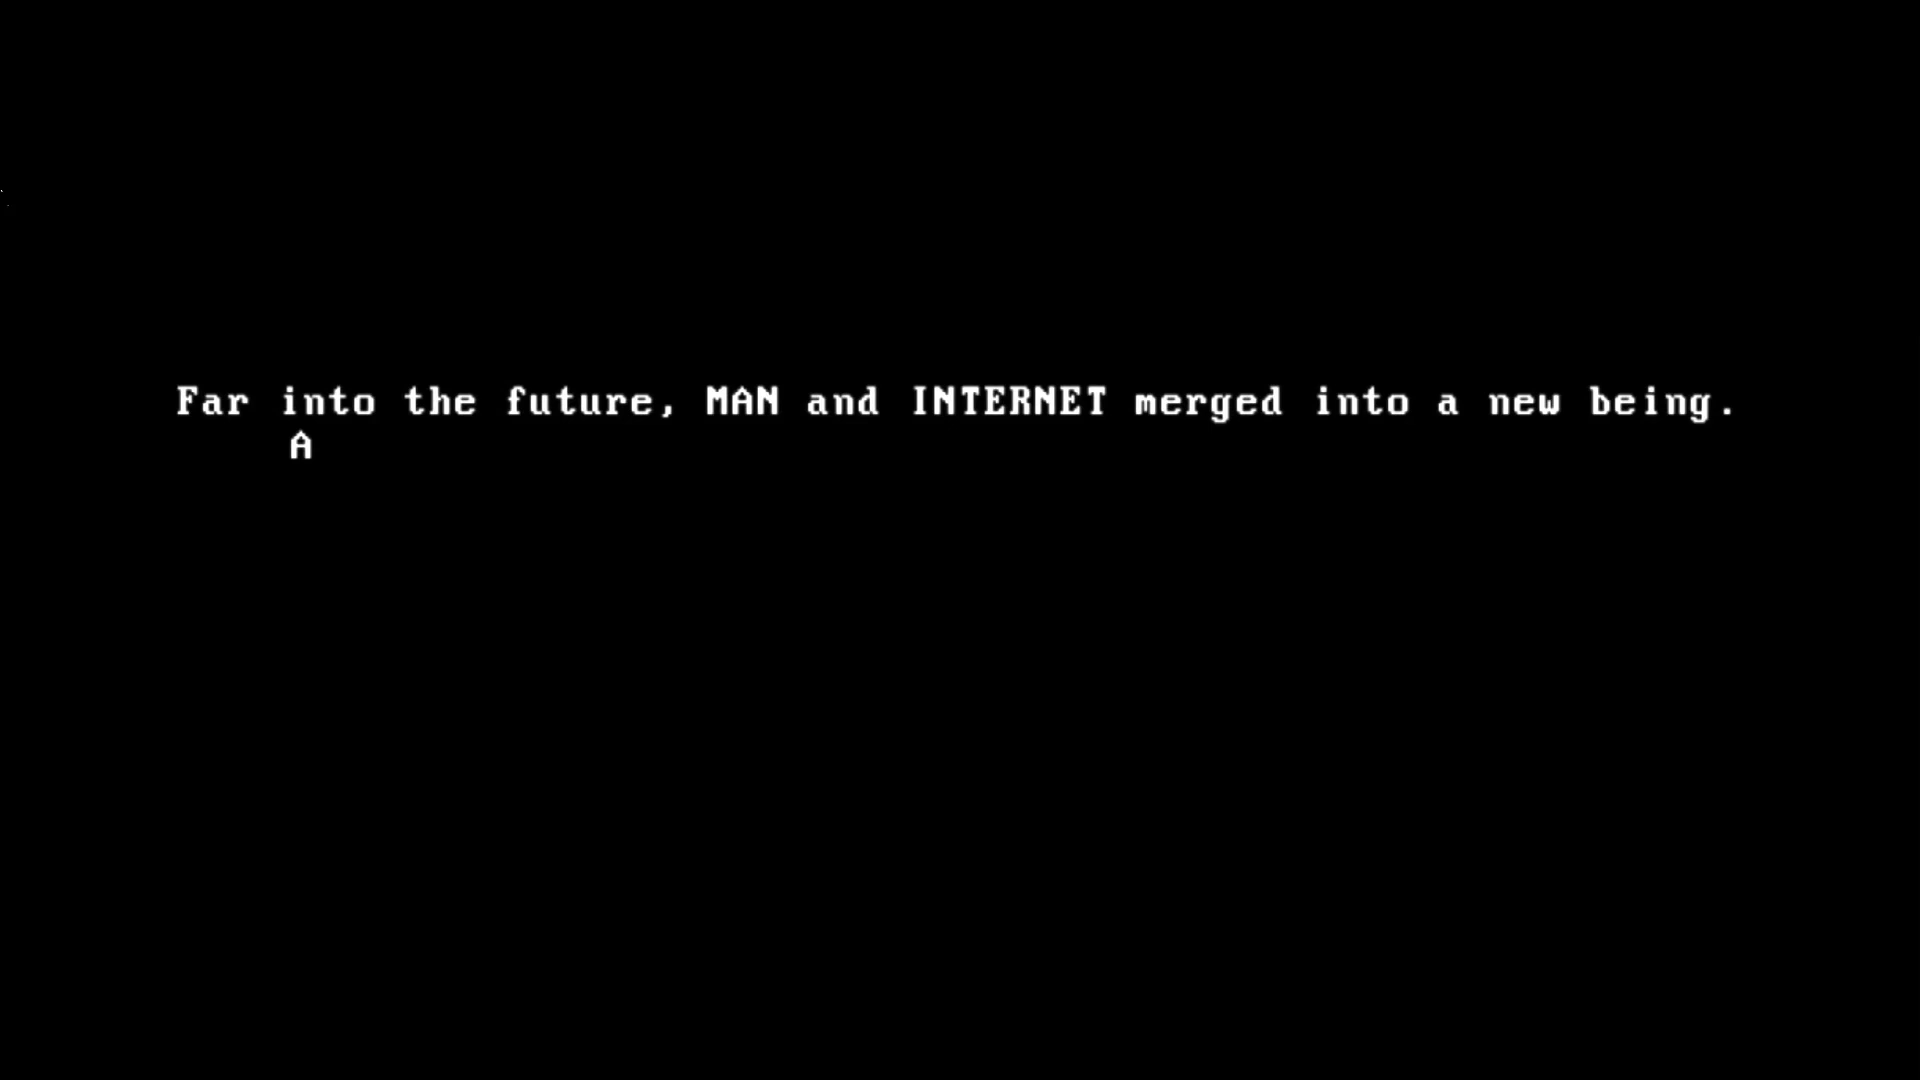 Far into the future, MAN and INTERNET merged into a new being.
A